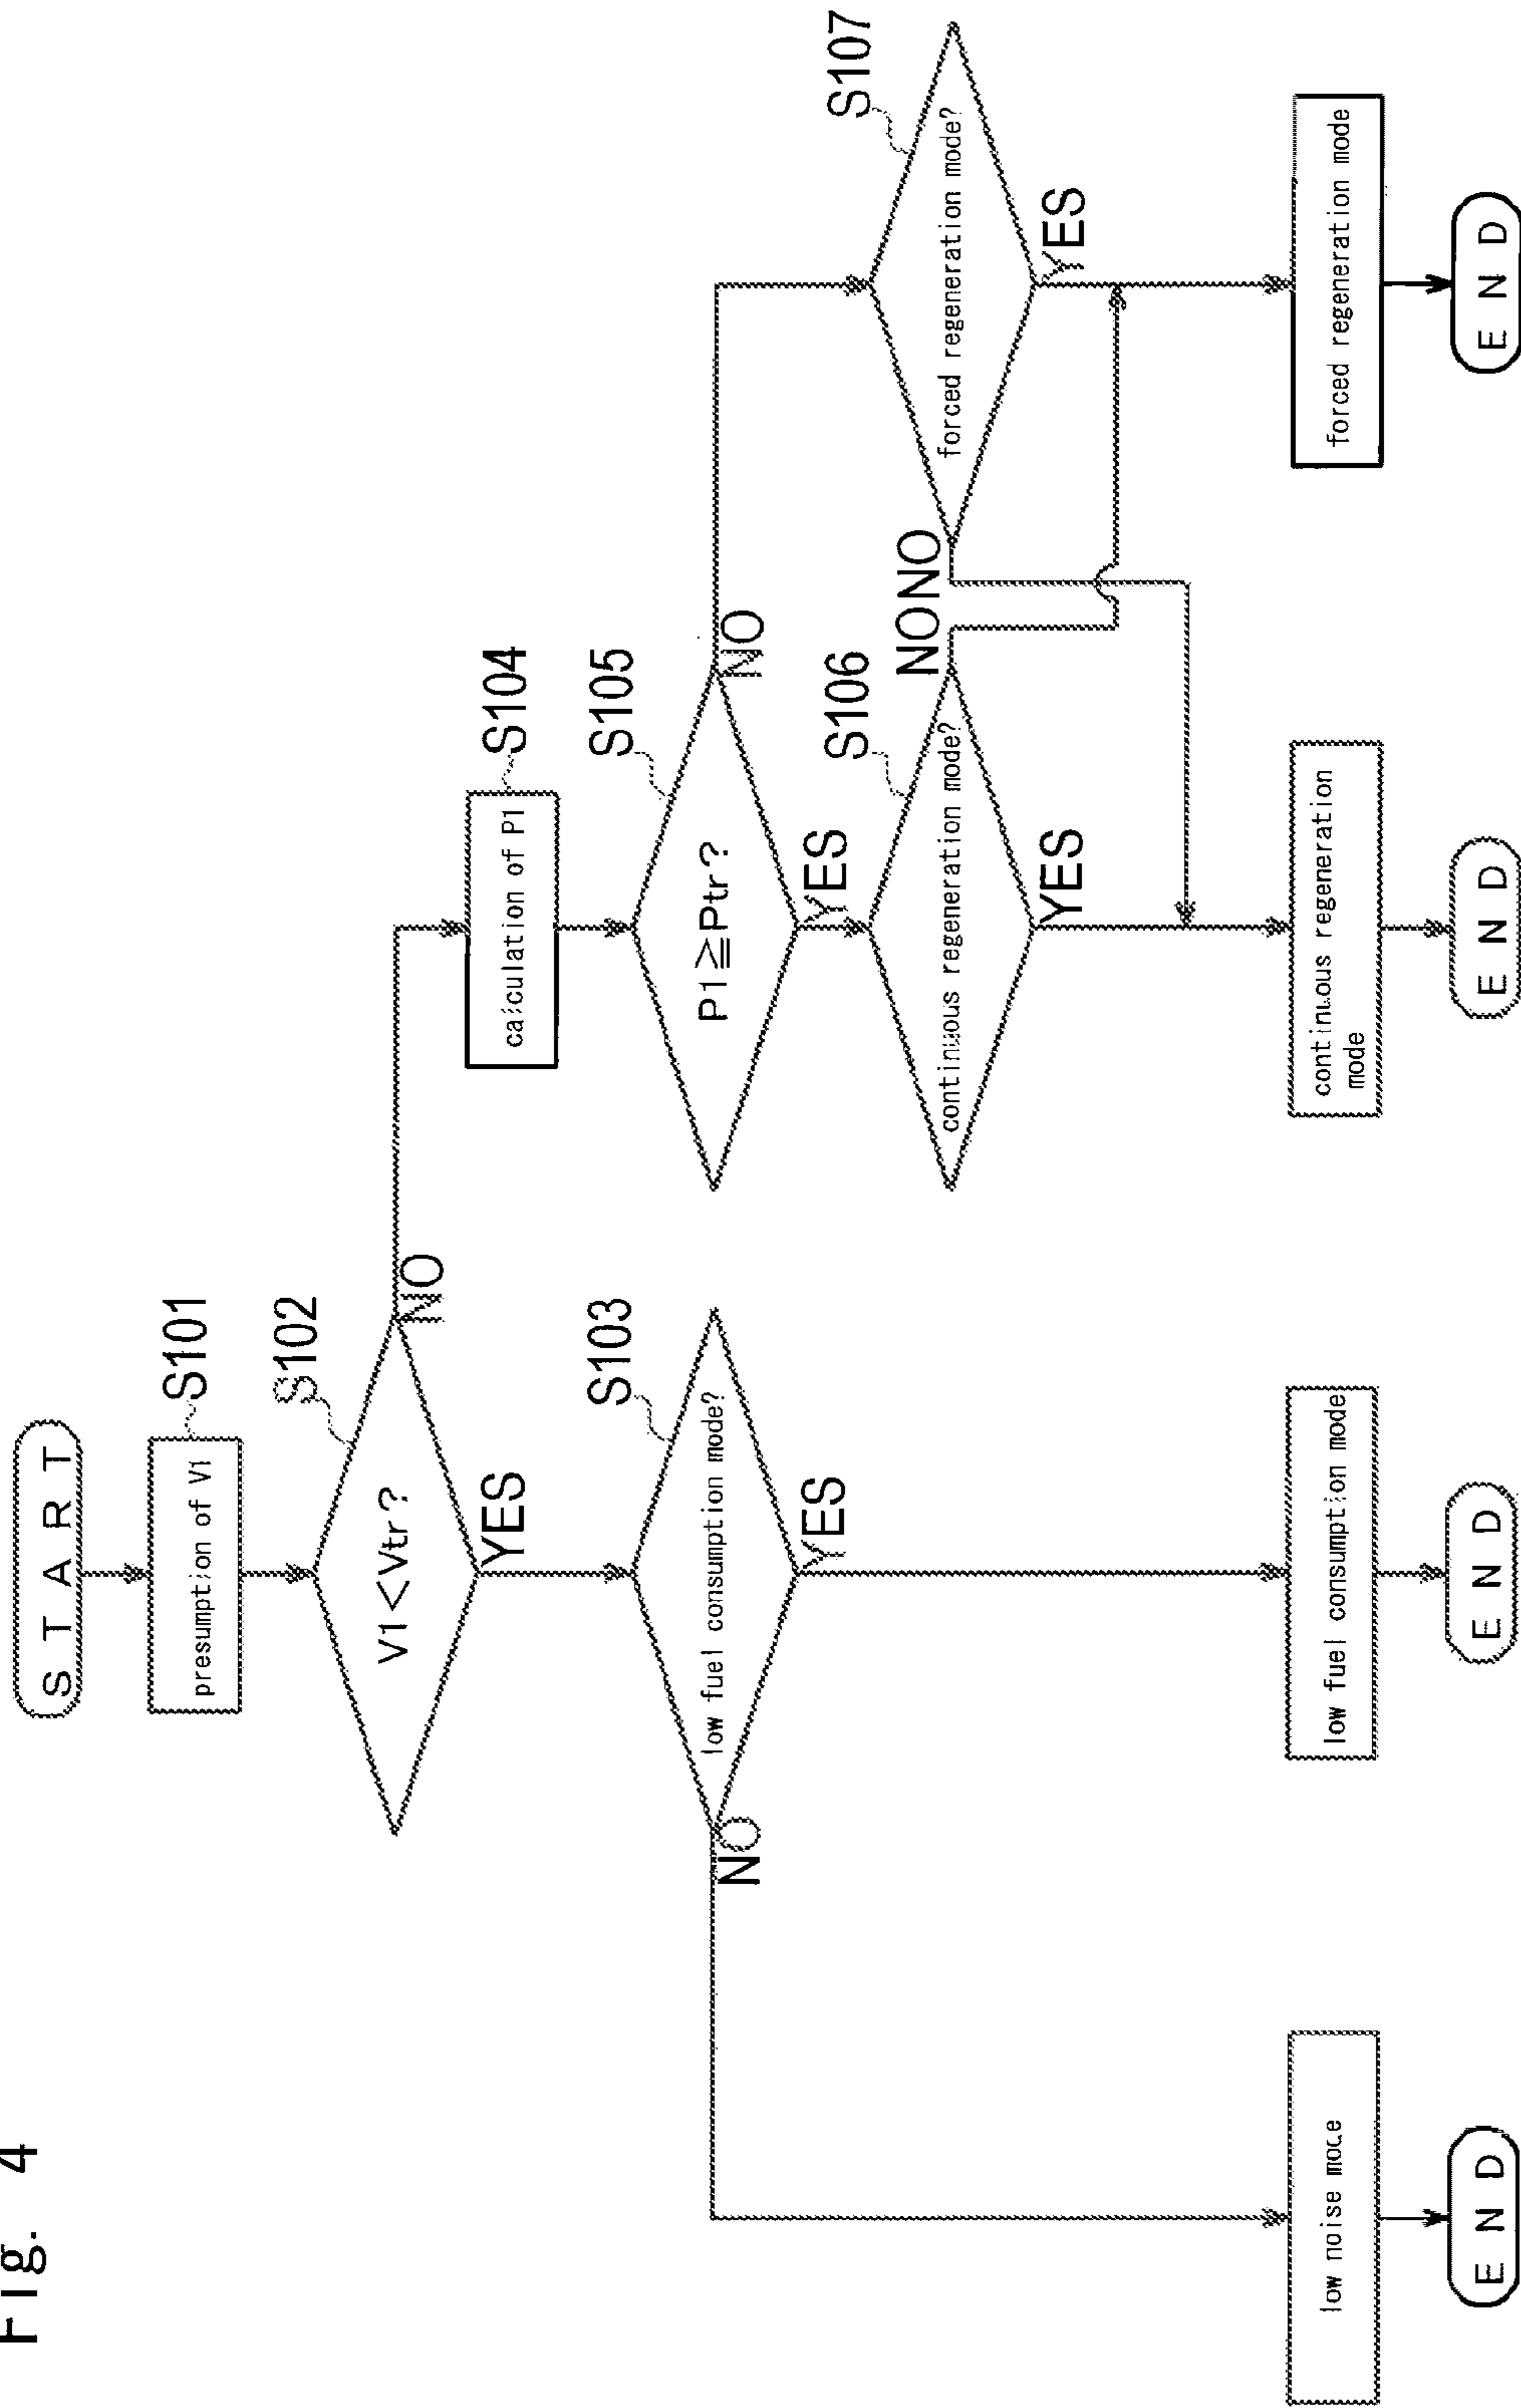 Fig. 4
START
presumption of V1
S101
V1<Vtr?
S102
NO
YES
low fuel consumption mode?
S103
NO
YES
calculation of P1
S104
P1≧Ptr?
S105
NO
YES
continuous regeneration mode?
S106
NO
YES
forced regeneration mode?
S107
NO
YES
low noise mode
low fuel consumption mode
continuous regeneration
mode
forced regeneration mode
END
END
END
END